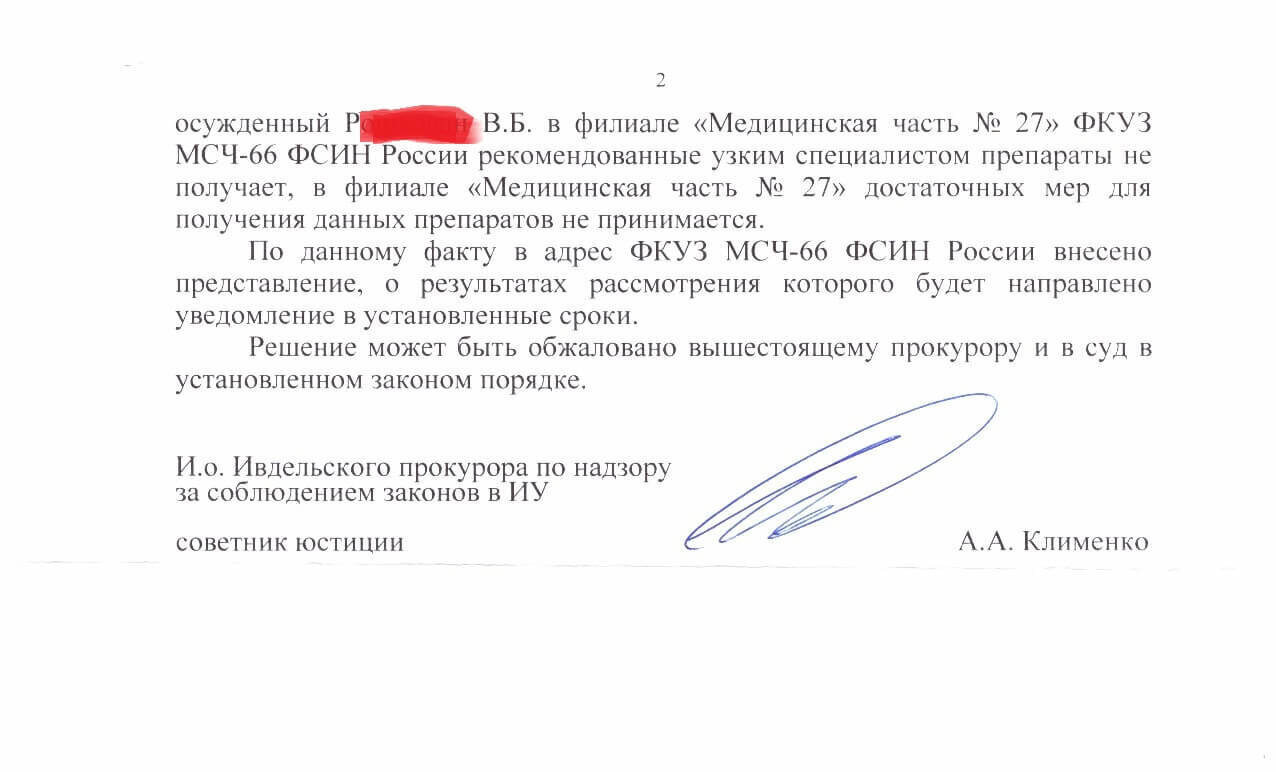 2
осужденный Р В.Б. в филиале «Медицинская часть № 27» ФКУЗ
МСЧ-66 ФСИН России рекомендованные узким специалистом препараты не
получает, в филиале «Медицинская часть № 27» достаточных мер для
получения данных препаратов не принимается.
По данному факту в адрес ФКУЗ МСЧ-66 ФСИН России внесено
представление, о результатах рассмотрения которого будет направлено
уведомление в установленные сроки.
Решение может быть обжаловано вышестоящему прокурору и в суд в
установленном законом порядке.
И.о. Ивдельского прокурора по надзору
за соблюдением законов в ИУ
советник юстиции А.А. Клименко